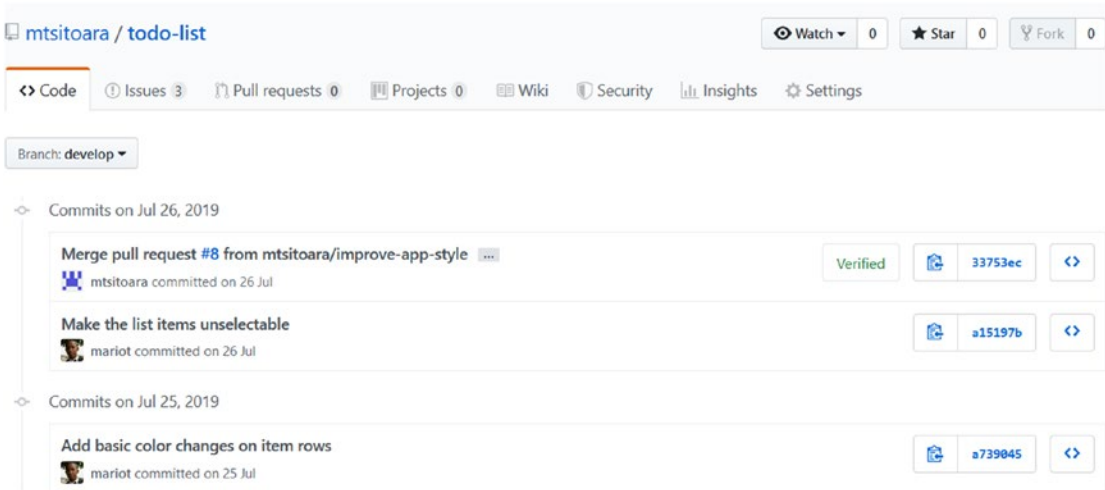 mtsitoara / todo-list
Watch 0 Star 0 Fork 0
Code Issues 3 Pull requests 0 Projects 0 Wiki Security Insights Settings
Branch: develop
Commits on Jul 26, 2019
Merge pull request #8 from mtsitoara/improve-app-style ...
Verified 33753ec
mtsitoara committed on 26 Jul
Make the list items unselectable
a15197b
mariot committed on 26 Jul
Commits on Jul 25, 2019
Add basic color changes on item rows
a739045
mariot committed on 25 Jul